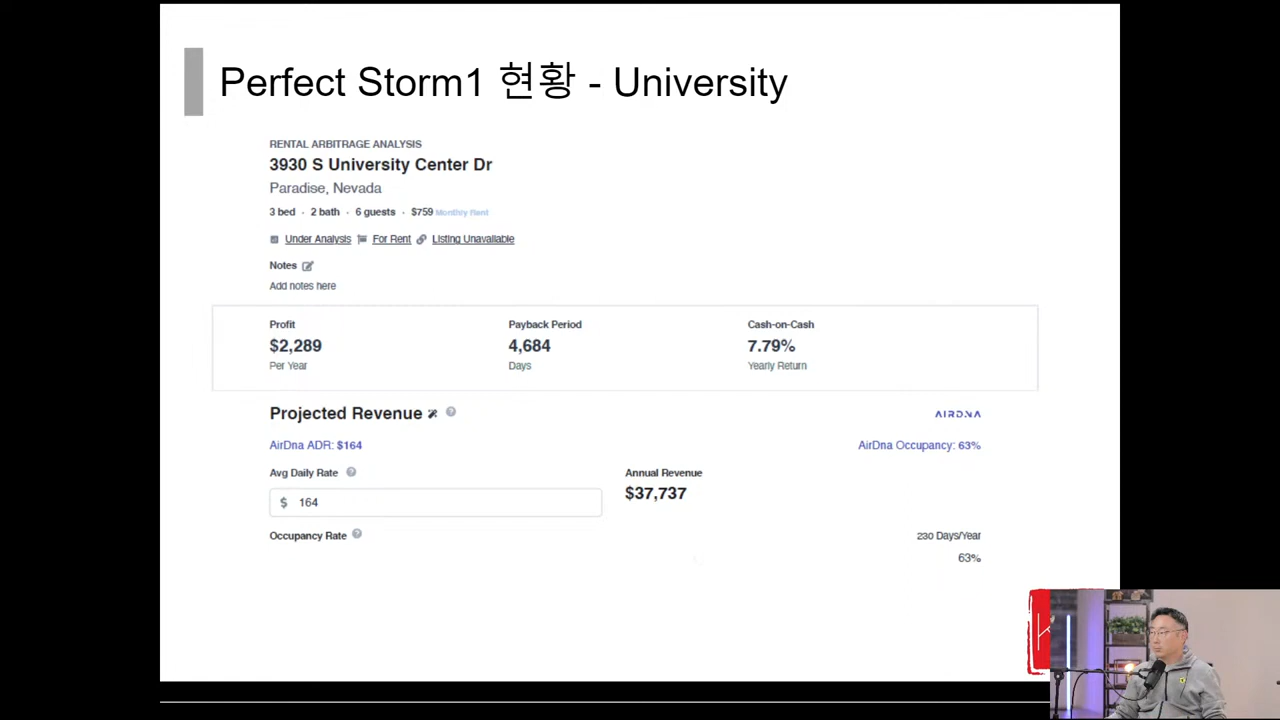 Perfect Storm1 현황 - University
RENTAL ARBITRAGE ANALYSIS
3930 S University Center Dr
Paradise, Nevada
3 bed · 2 bath · 6 guests · $759 Monthly Rent
Under Analysis For Rent Listing Unavailable
Notes
Add notes here
Profit Payback Period Cash-on-Cash
$2,289 4,684 7.79%
Per Year Days Yearly Return
Projected Revenue AIRDNA
AirDna ADR: $164 AirDna Occupancy: 63%
Avg Daily Rate Annual Revenue
$ 164 $37,737
Occupancy Rate 230 Days/Year
63%